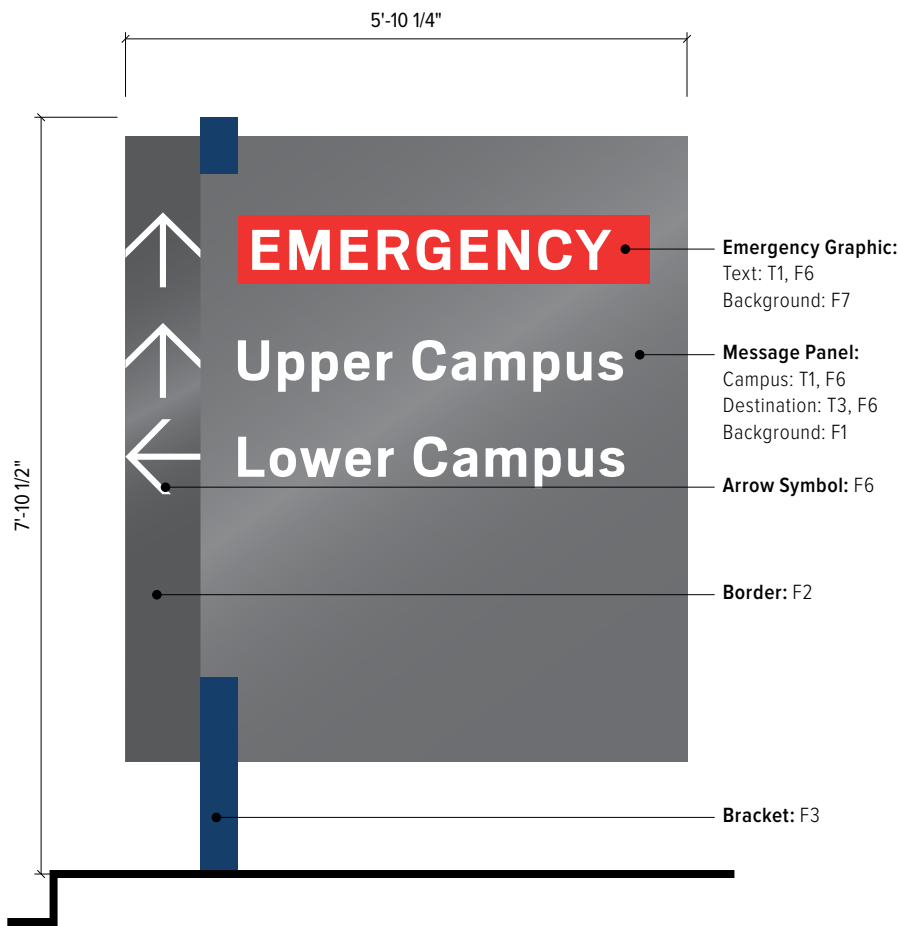 5'-10 1/4"
7'-10 1/2"
EMERGENCY
Upper Campus
Lower Campus
Emergency Graphic:
Text: T1, F6
Background: F7
Message Panel:
Campus: T1, F6
Destination: T3, F6
Background: F1
Arrow Symbol: F6
Border: F2
Bracket: F3